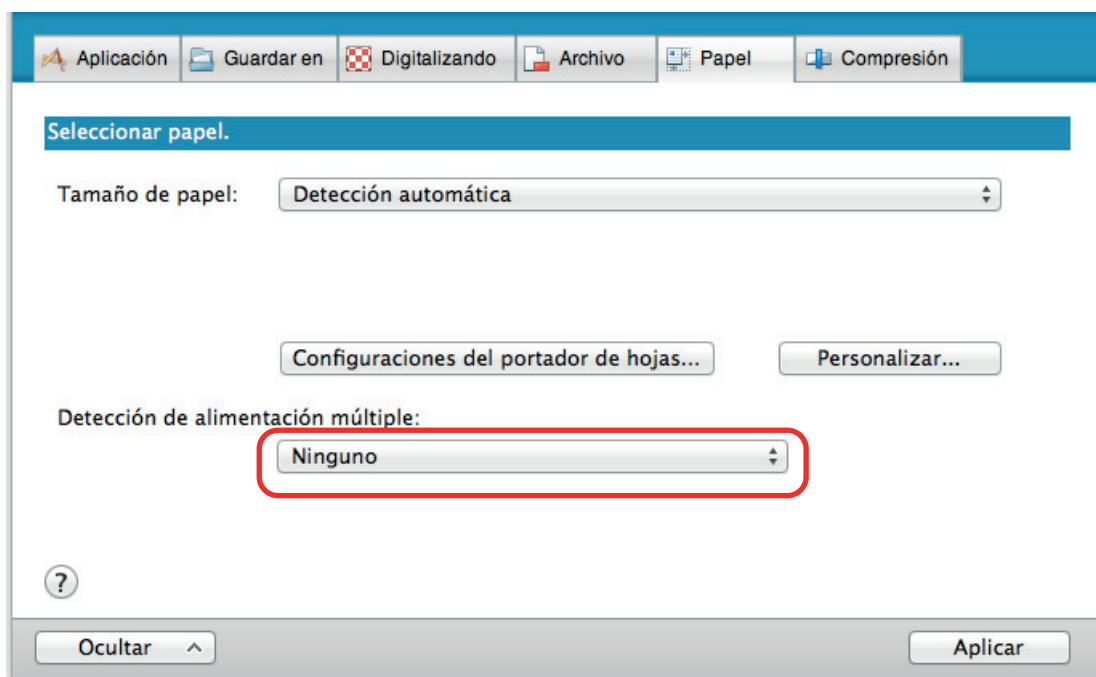 Aplicación Guardar en Digitalizando Archivo Papel Compresión
Seleccionar papel.
Tamaño de papel: Detección automática
Configuraciones del portador de hojas... Personalizar...
Detección de alimentación múltiple:
Ninguno
?
Ocultar Aplicar